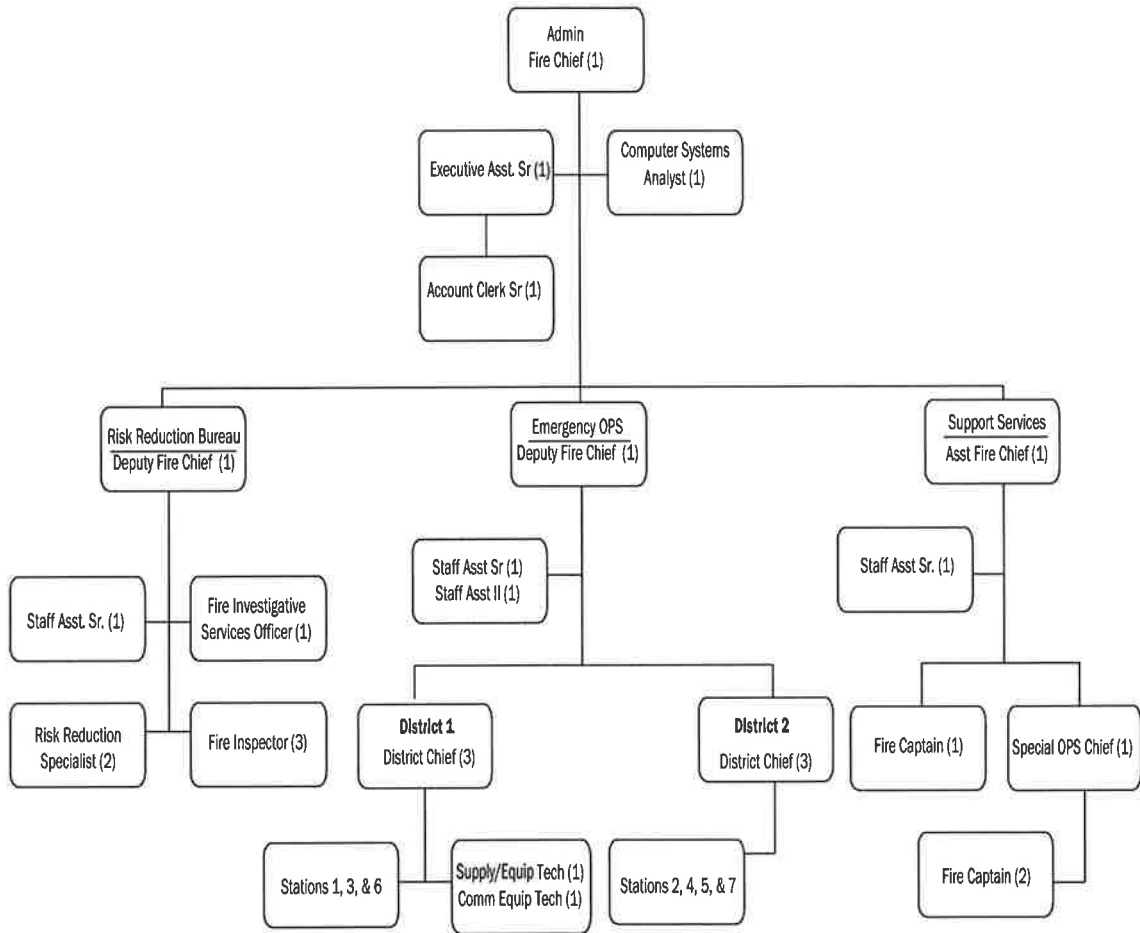 Admin
Fire Chief (1)
Executive Asst. Sr (1)
Computer Systems
Analyst (1)
Account Clerk Sr (1)
Risk Reduction Bureau
Deputy Fire Chief (1)
Emergency OPS
Deputy Fire Chief (1)
Support Services
Asst Fire Chief (1)
Staff Asst. Sr. (1)
Fire Investigative
Services Officer (1)
Staff Asst Sr (1)
Staff Asst II (1)
Staff Asst Sr. (1)
Risk Reduction
Specialist (2)
Fire Inspector (3)
District 1
District Chief (3)
District 2
District Chief (3)
Fire Captain (1)
Special OPS Chief (1)
Stations 1, 3, & 6
Supply/Equip Tech (1)
Comm Equip Tech (1)
Stations 2, 4, 5, & 7
Fire Captain (2)